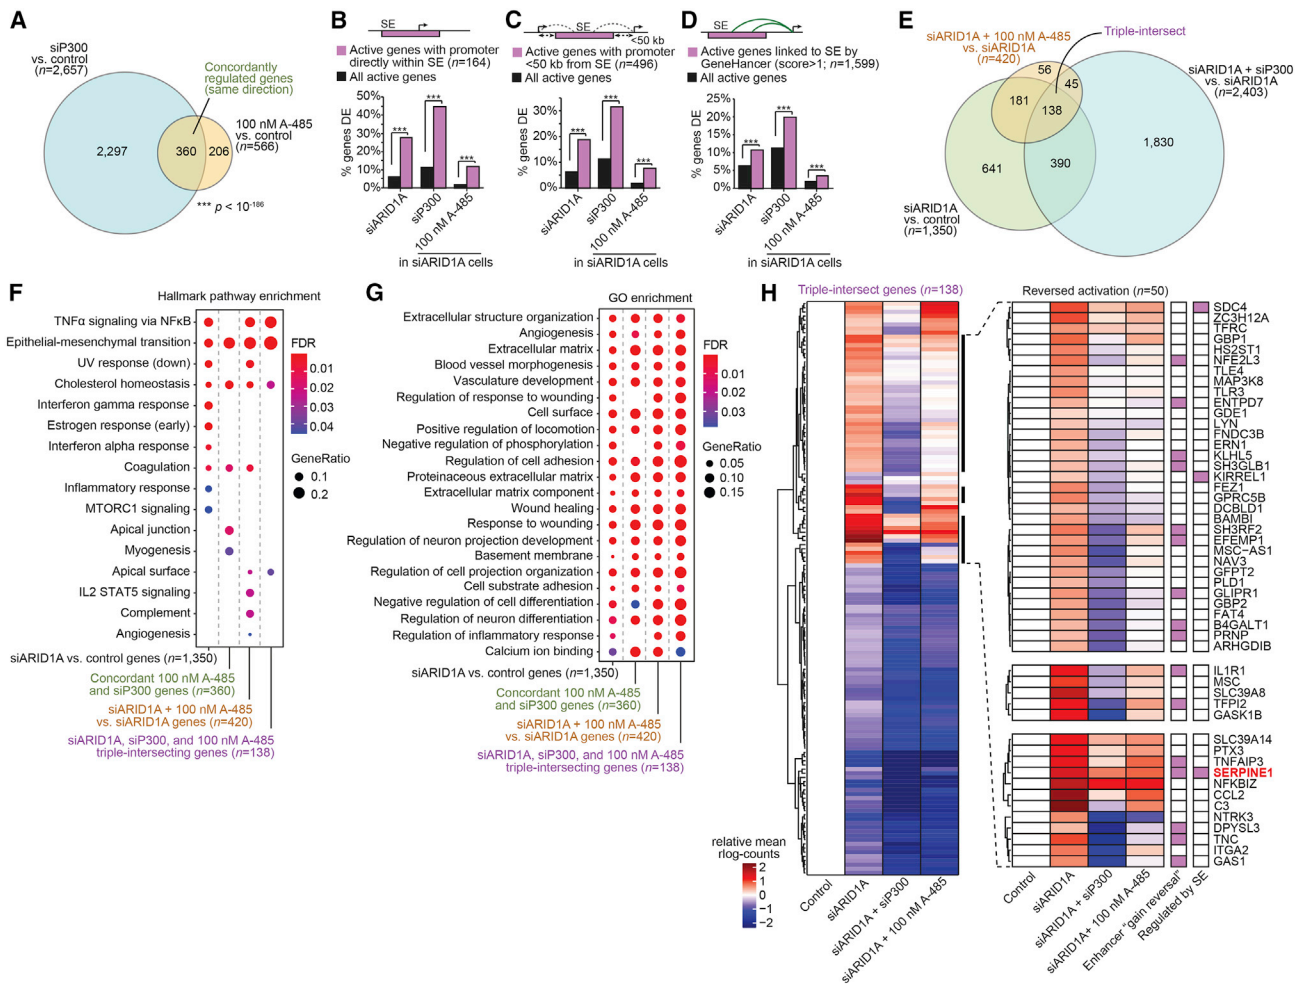 A
siP300
vs. control
(n=2,657)
Concordantly
regulated genes
(same direction)
100 nM A-485
vs. control
(n=566)
2,297
360
206
*** p < 10-186
B
SE
Active genes with promoter
directly within SE (n=164)
All active genes
% genes DE
50%
40%
30%
20%
10%
0%
***
***
***
siARID1A
siP300
100 nM A-485
in siARID1A cells
C
SE
<50 kb
Active genes with promoter
<50 kb from SE (n=496)
All active genes
% genes DE
30%
20%
10%
0%
***
***
***
siARID1A
siP300
100 nM A-485
in siARID1A cells
D
SE
Active genes linked to SE by
GeneHancer (score>1; n=1,599)
All active genes
% genes DE
25%
20%
15%
10%
5%
0%
***
***
***
siARID1A
siP300
100 nM A-485
in siARID1A cells
E
siARID1A + 100 nM A-485
vs. siARID1A
(n=420)
Triple-intersect
siARID1A + siP300
vs. siARID1A
(n=2,403)
56
45
181
138
1,830
641
390
siARID1A
vs. control
(n=1,350)
F
Hallmark pathway enrichment
TNFα signaling via NFκB
Epithelial-mesenchymal transition
UV response (down)
Cholesterol homeostasis
Interferon gamma response
Estrogen response (early)
Interferon alpha response
Coagulation
Inflammatory response
MTORC1 signaling
Apical junction
Myogenesis
Apical surface
IL2 STAT5 signaling
Complement
Angiogenesis
FDR
0.01
0.02
0.03
0.04
GeneRatio
0.1
0.2
siARID1A vs. control genes (n=1,350)
Concordant 100 nM A-485
and siP300 genes (n=360)
siARID1A + 100 nM A-485
vs. siARID1A genes (n=420)
siARID1A, siP300, and 100 nM A-485
triple-intersecting genes (n=138)
G
GO enrichment
Extracellular structure organization
Angiogenesis
Extracellular matrix
Blood vessel morphogenesis
Vasculature development
Regulation of response to wounding
Cell surface
Positive regulation of locomotion
Negative regulation of phosphorylation
Regulation of cell adhesion
Proteinaceous extracellular matrix
Extracellular matrix component
Wound healing
Response to wounding
Regulation of neuron projection development
Basement membrane
Regulation of cell projection organization
Cell substrate adhesion
Negative regulation of cell differentiation
Regulation of neuron differentiation
Regulation of inflammatory response
Calcium ion binding
FDR
0.01
0.02
0.03
GeneRatio
0.05
0.10
0.15
siARID1A vs. control genes (n=1,350)
Concordant 100 nM A-485
and siP300 genes (n=360)
siARID1A + 100 nM A-485
vs. siARID1A genes (n=420)
siARID1A, siP300, and 100 nM A-485
triple-intersecting genes (n=138)
H
Triple-intersect genes (n=138)
relative mean
rlog-counts
2
1
0
−1
−2
Control
siARID1A
siARID1A + siP300
siARID1A + 100 nM A-485
Reversed activation (n=50)
SDC4
ZC3H12A
TFRC
GBP1
HS2ST1
NFE2L3
TLE4
MAP3K8
TLR3
ENTPD7
GDE1
LYN
FNDC3B
ERN1
KLHL5
SH3GLB1
KIRREL1
FEZ1
GPRC5B
DCBLD1
BAMBI
SH3RF2
EFEMP1
MSC−AS1
NAV3
GFPT2
PLD1
GLIPR1
GBP2
FAT4
B4GALT1
PRNP
ARHGDIB
IL1R1
MSC
SLC39A8
TFPI2
GASK1B
SLC39A14
PTX3
TNFAIP3
SERPINE1
NFKBIZ
CCL2
C3
NTRK3
DPYSL3
TNC
ITGA2
GAS1
Control
siARID1A
siARID1A + siP300
siARID1A+ 100 nM A-485
Enhancer "gain reversal"
Regulated by SE